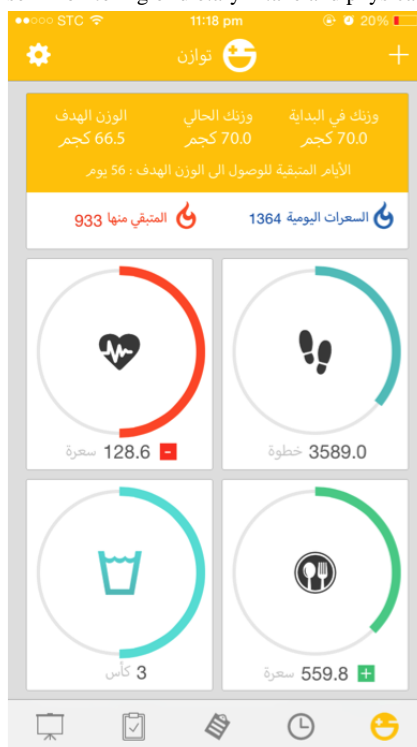 STC 11:18 pm 20%
توازن
وزنك في البداية وزنك الحالي الوزن الهدف
70.0 كجم 70.0 كجم 66.5 كجم
الأيام المتبقية للوصول الى الوزن الهدف : 56 يوم
السعرات اليومية 1364 المتبقي منها 933
3589.0 خطوة - 128.6 سعرة
+ 559.8 سعرة 3 كأس